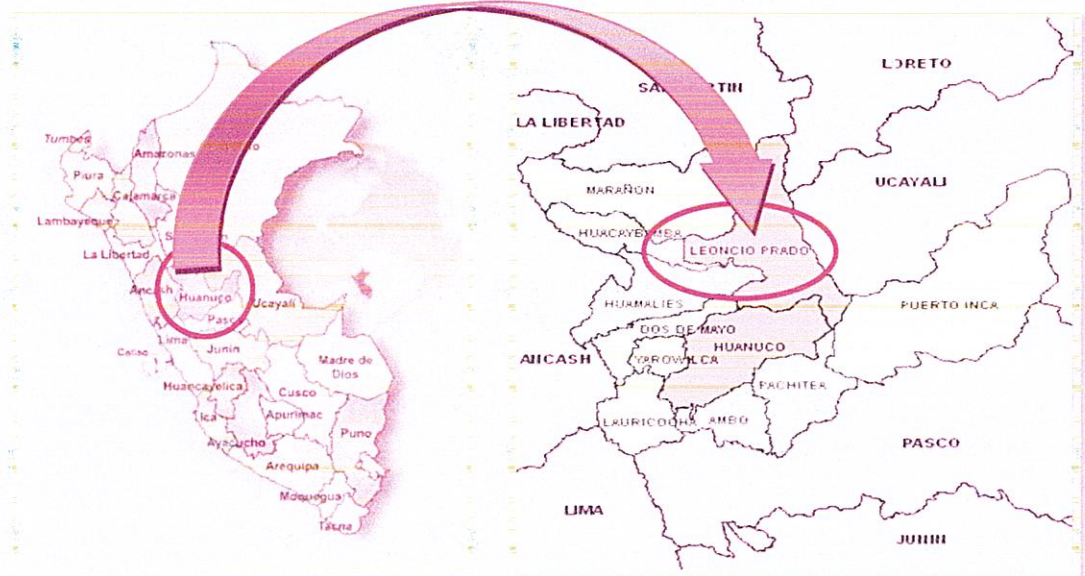 Tumbes
Piura
Amazonas
Cajamarca
Lambayeque
La Libertad
Ancash
Huanuco
Ucayali
Pasco
Lima
Callao
Junín
Madre de
Dios
Huancavelica
Cusco
Ica
Apurimac
Ayacucho
Puno
Arequipa
Moquegua
Tacna
LORETO
LA LIBERTAD
UCAYALI
MARAÑON
HUACAYBAMBA
LEONCIO PRADO
HUAMALIES
PUERTO INCA
DOS DE MAYO
HUANUCO
ANCASH
YAROWILCA
PACHITEA
LAURICOCHA
AMBO
PASCO
LIMA
JUNIN